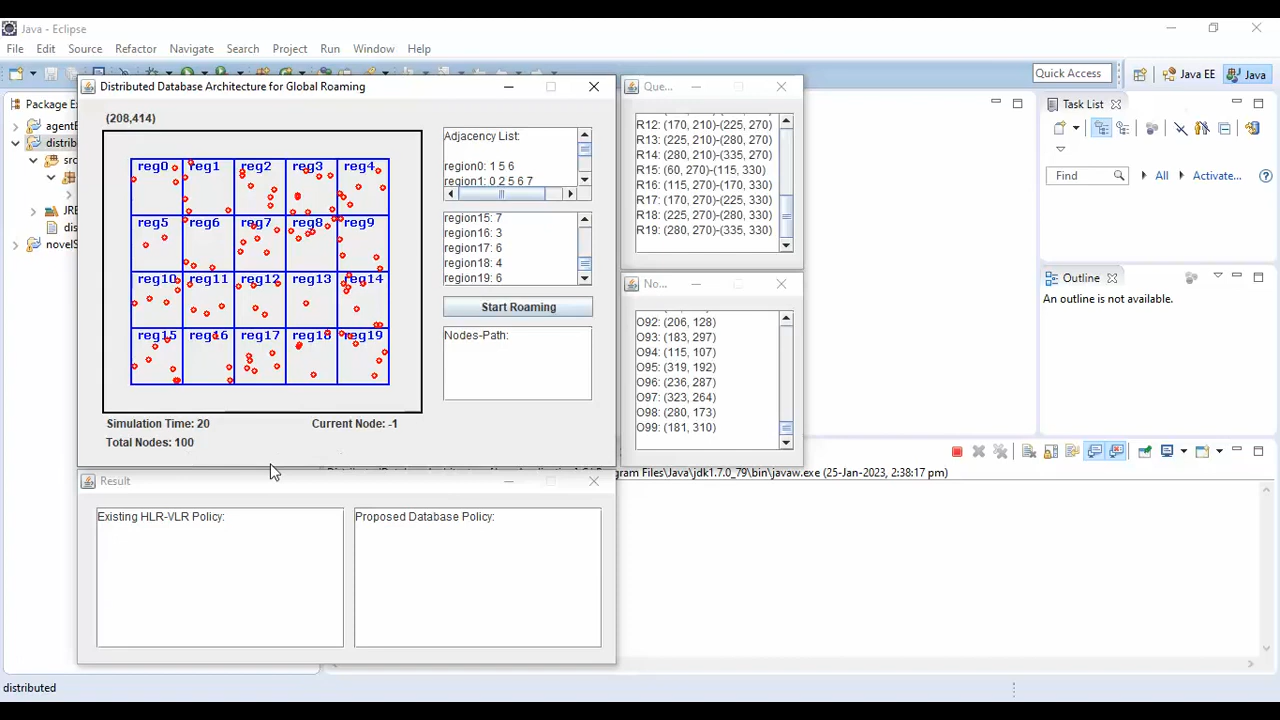 Java - Eclipse
File Edit Source Refactor Navigate Search Project Run Window Help
Quick Access
Java EE
Java
Distributed Database Architecture for Global Roaming
(208,414)
reg0 reg1 reg2 reg3 reg4
reg5 reg6 reg7 reg8 reg9
reg10 reg11 reg12 reg13 reg14
reg15 reg16 reg17 reg18 reg19
Simulation Time: 20
Current Node: -1
Total Nodes: 100
Adjacency List:
region0: 1 5 6
region1: 0 2 5 6 7
region15: 7
region16: 3
region17: 6
region18: 4
region19: 6
Start Roaming
Nodes-Path:
Que...
R12: (170, 210)-(225, 270)
R13: (225, 210)-(280, 270)
R14: (280, 210)-(335, 270)
R15: (60, 270)-(115, 330)
R16: (115, 270)-(170, 330)
R17: (170, 270)-(225, 330)
R18: (225, 270)-(280, 330)
R19: (280, 270)-(335, 330)
No...
O92: (206, 128)
O93: (183, 297)
O94: (115, 107)
O95: (319, 192)
O96: (236, 287)
O97: (323, 264)
O98: (280, 173)
O99: (181, 310)
Package E
agentE
distrib
src
JRE
dis
novelS
Task List
Find
All
Activate...
Outline
An outline is not available.
ogram Files\Java\jdk1.7.0_79\bin\javaw.exe (25-Jan-2023, 2:38:17 pm)
Result
Existing HLR-VLR Policy:
Proposed Database Policy:
distributed